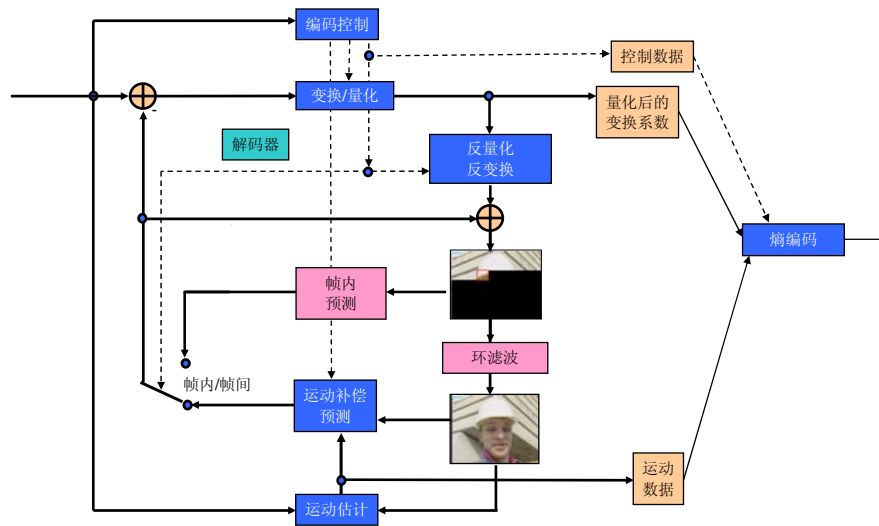 编码控制
控制数据
变换/量化
量化后的
变换系数
-
解码器
反量化
反变换
熵编码
帧内
预测
环滤波
帧内/帧间
运动补偿
预测
运动
数据
运动估计